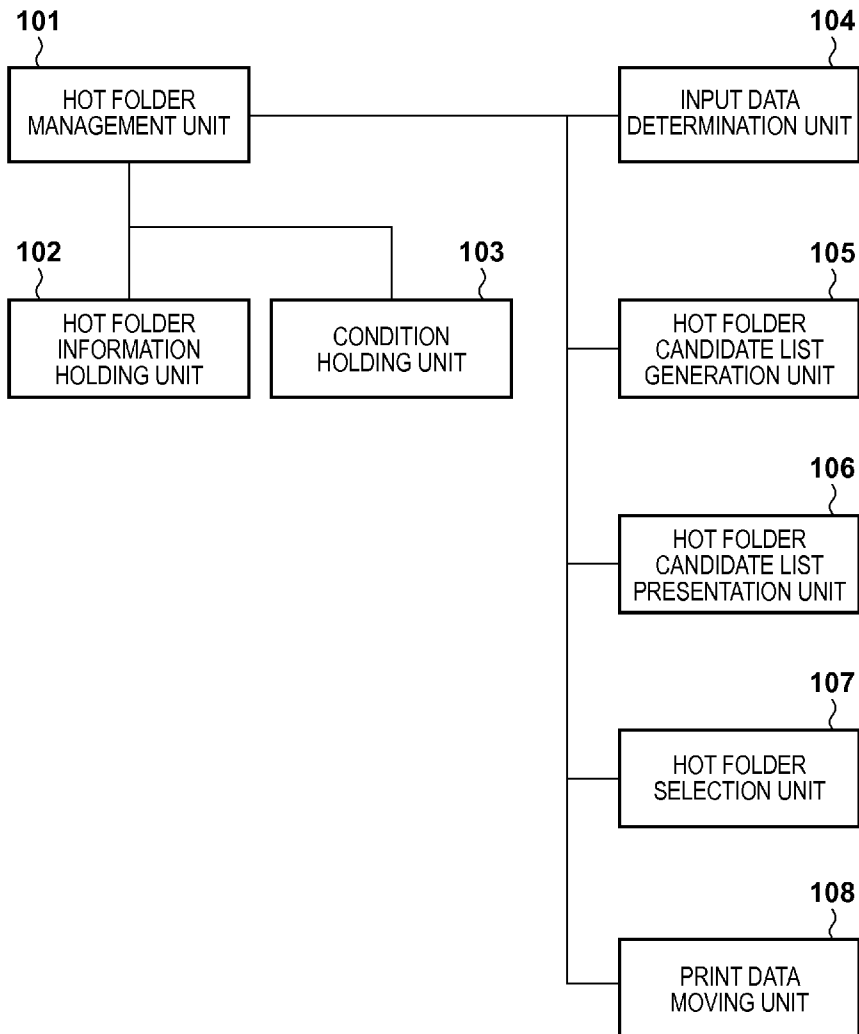 101
HOT FOLDER
MANAGEMENT UNIT
104
INPUT DATA
DETERMINATION UNIT
102
HOT FOLDER
INFORMATION
HOLDING UNIT
103
CONDITION
HOLDING UNIT
105
HOT FOLDER
CANDIDATE LIST
GENERATION UNIT
106
HOT FOLDER
CANDIDATE LIST
PRESENTATION UNIT
107
HOT FOLDER
SELECTION UNIT
108
PRINT DATA
MOVING UNIT